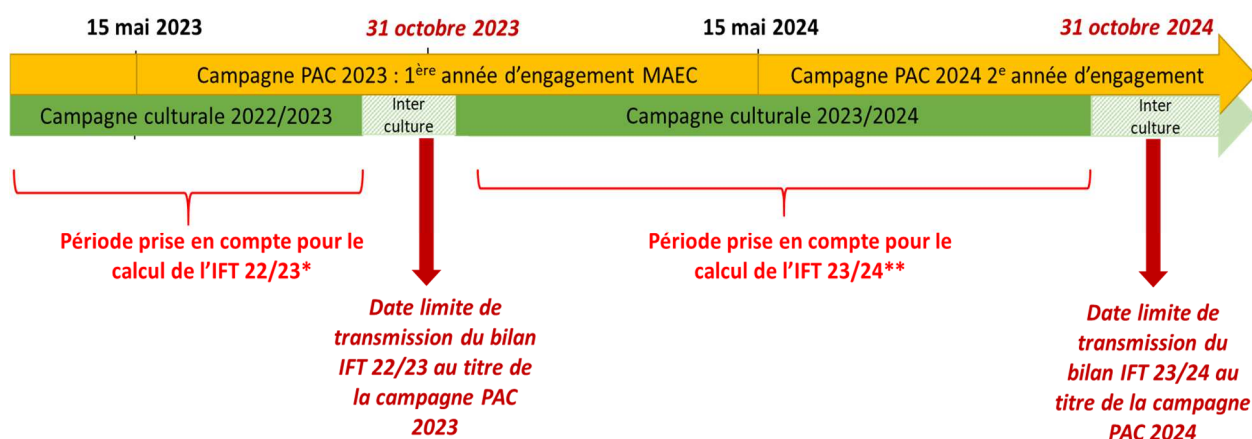 15 mai 2023
31 octobre 2023
15 mai 2024
31 octobre 2024
Campagne PAC 2023 : 1ère année d'engagement MAEC
Campagne PAC 2024 2e année d'engagement
Campagne culturale 2022/2023
Inter
culture
Campagne culturale 2023/2024
Inter
culture
Période prise en compte pour le
calcul de l'IFT 22/23*
Période prise en compte pour le
calcul de l'IFT 23/24**
Date limite de
transmission du bilan
IFT 22/23 au titre de
la campagne PAC
2023
Date limite de
transmission du
bilan IFT 23/24 au
titre de la campagne
PAC 2024